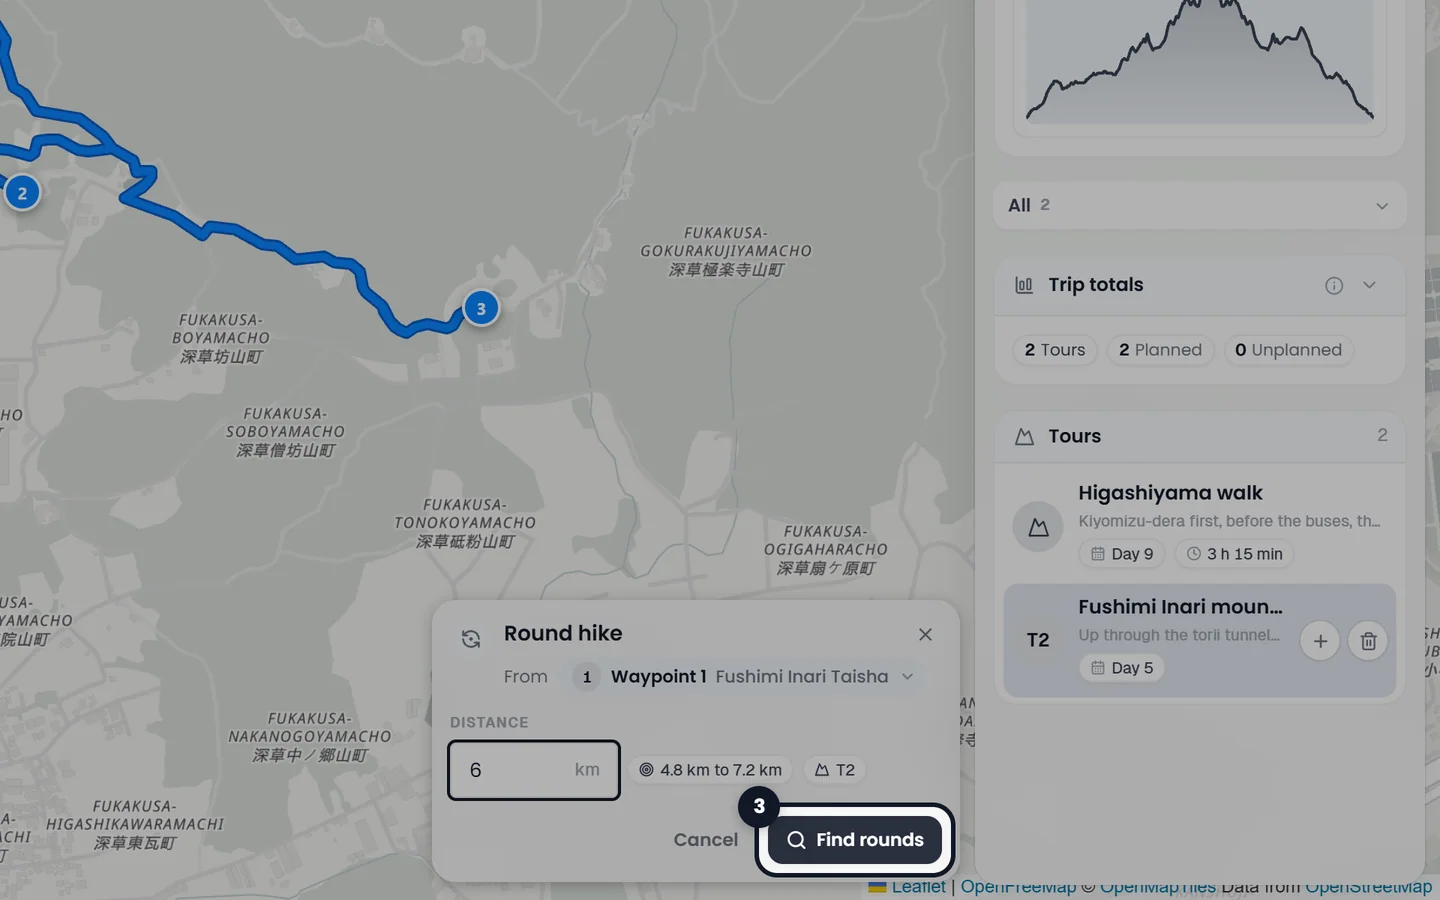 2
3
FUKAKUSA-
GOKURAKUJIYAMACHO
深草極楽寺山町
FUKAKUSA-
BOYAMACHO
深草坊山町
FUKAKUSA-
SOBOYAMACHO
深草僧坊山町
FUKAKUSA-
TONOKOYAMACHO
深草砥粉山町
FUKAKUSA-
OGIGAHARACHO
深草扇ケ原町
FUKAKUSA-
NAKANOGOYAMACHO
深草中ノ郷山町
FUKAKUSA-
HIGASHIKAWARAMACHI
深草東瓦町
Round hike
From 1 Waypoint 1 Fushimi Inari Taisha
DISTANCE
6 km 4.8 km to 7.2 km T2
3
Cancel Find rounds
All 2
Trip totals
2 Tours 2 Planned 0 Unplanned
Tours 2
Higashiyama walk
Kiyomizu-dera first, before the buses, th...
Day 9 3 h 15 min
T2 Fushimi Inari moun...
Up through the torii tunnel...
Day 5
Leaflet | OpenFreeMap © OpenMapTiles Data from OpenStreetMap